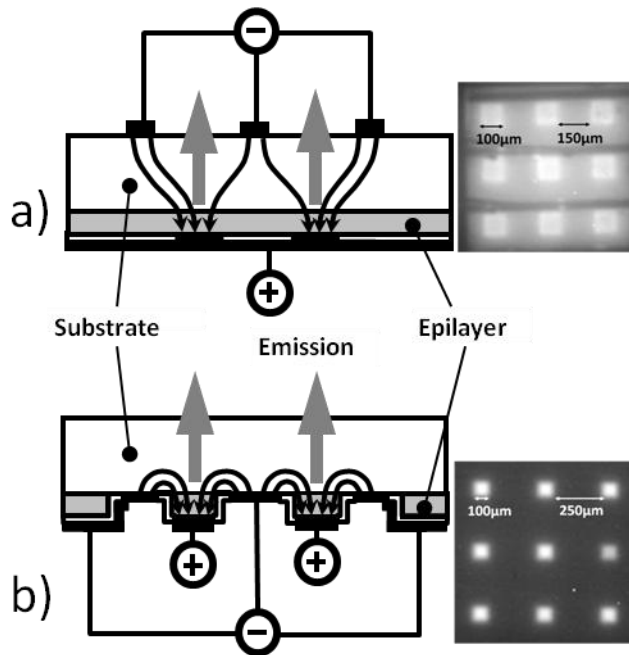 −
100µm
150µm
a)
+
Substrate
Emission
Epilayer
100µm
250µm
+
+
b)
−